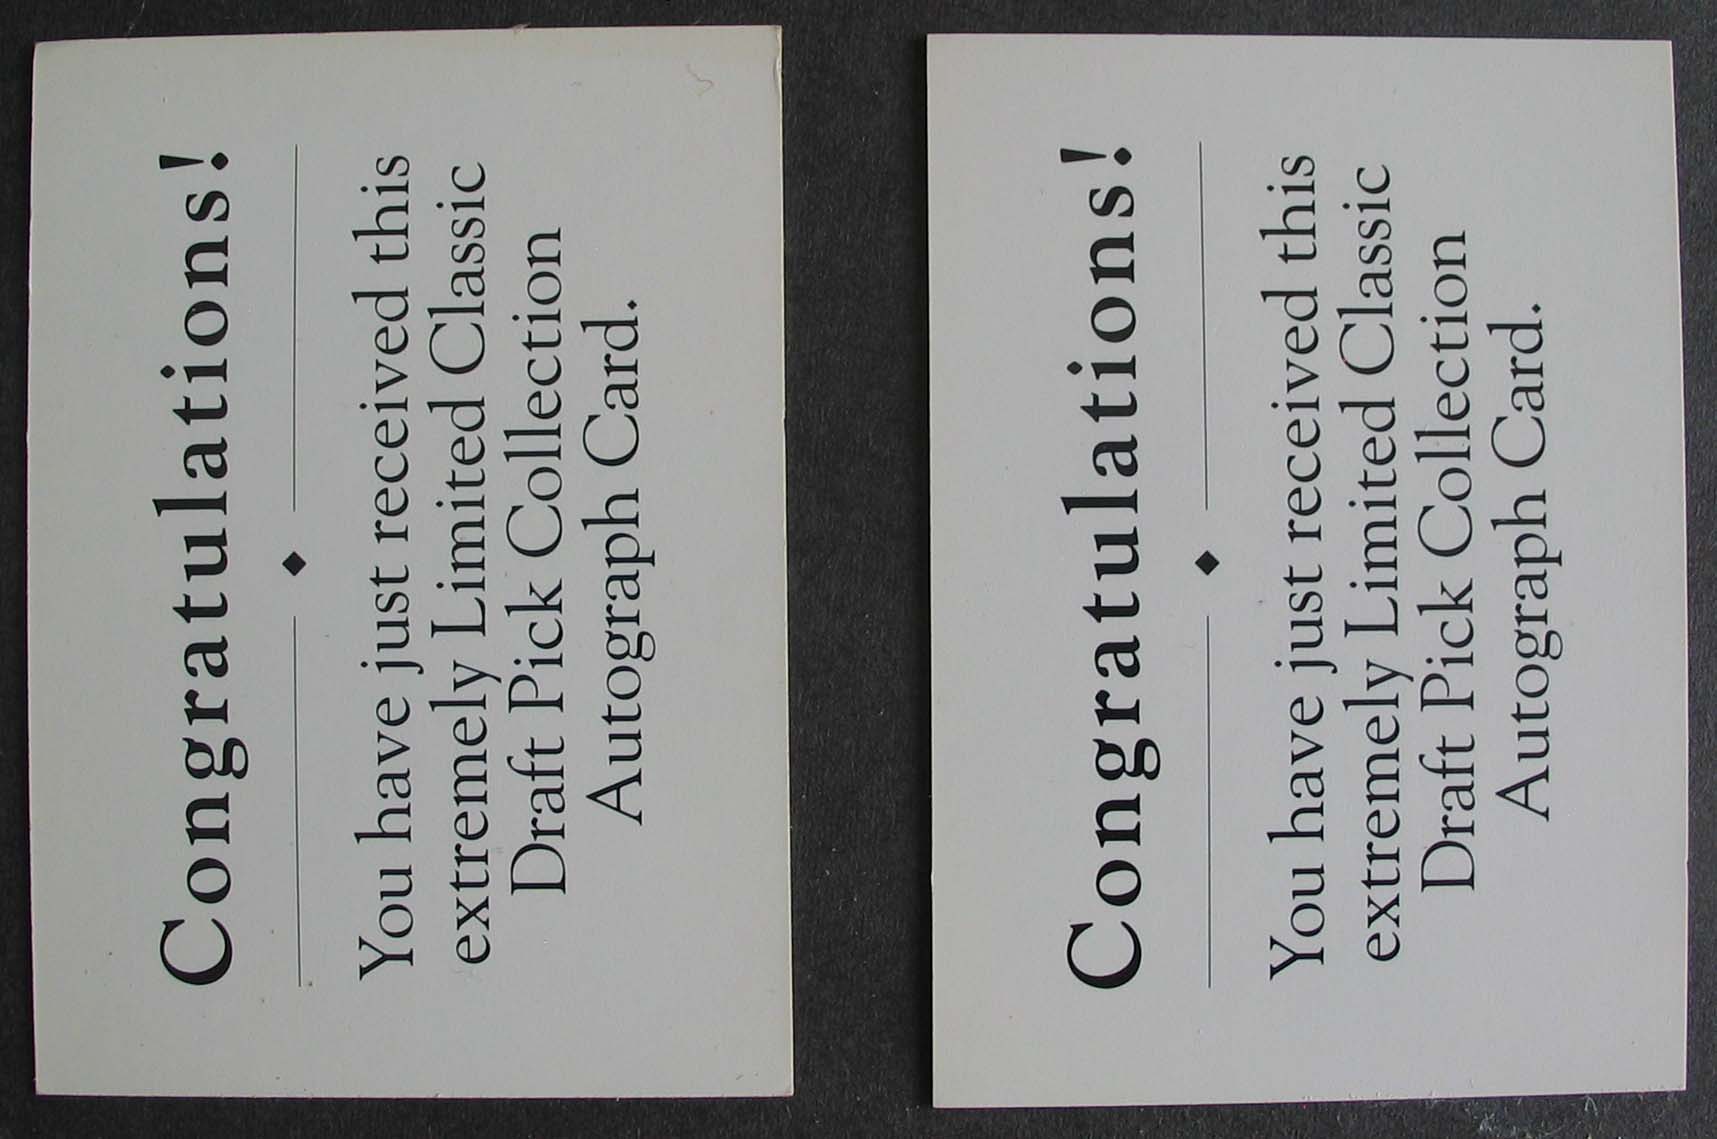 Congratulations!
You have just received this
extremely Limited Classic
Draft Pick Collection
Autograph Card.
Congratulations!
You have just received this
extremely Limited Classic
Draft Pick Collection
Autograph Card.